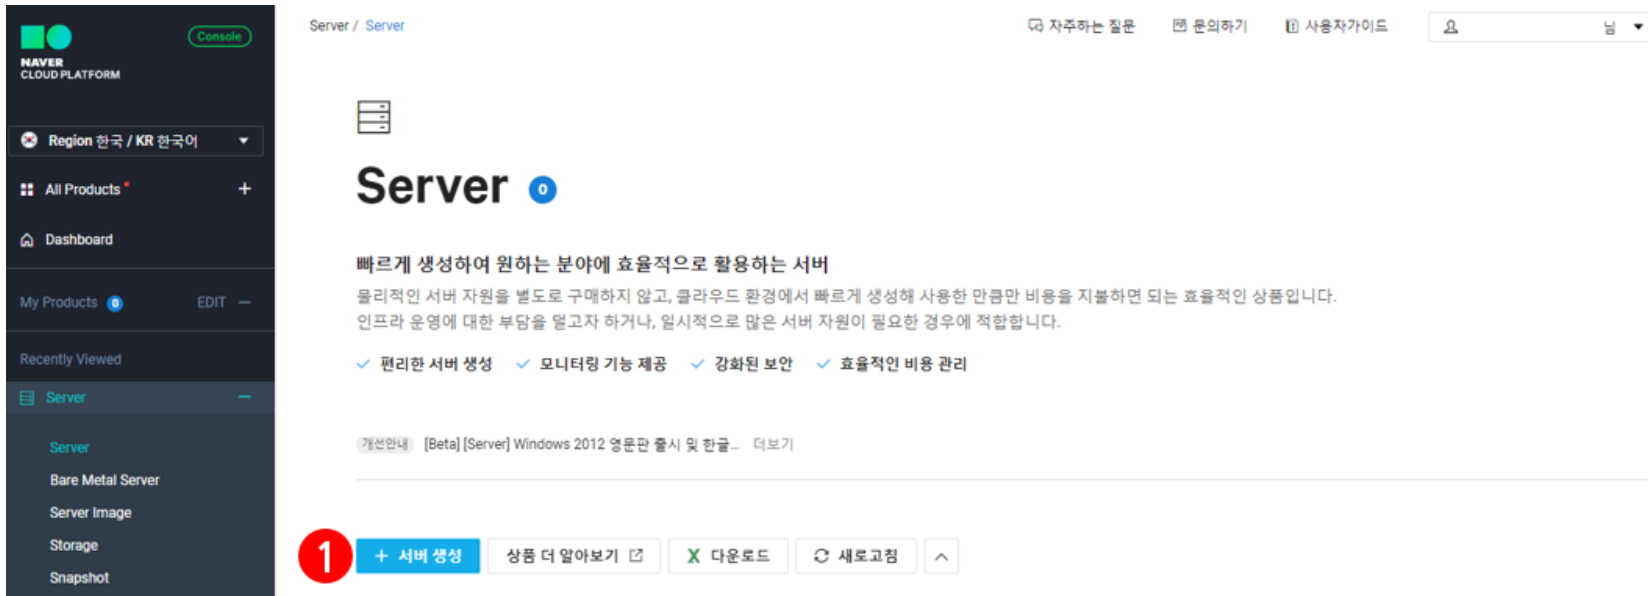 Console
NAVER
CLOUD PLATFORM
Region 한국 / KR 한국어
All Products
Dashboard
My Products 0 EDIT
Recently Viewed
Server
Server
Bare Metal Server
Server Image
Storage
Snapshot
Server / Server
자주하는 질문 문의하기 사용자가이드 님
Server 0
빠르게 생성하여 원하는 분야에 효율적으로 활용하는 서버
물리적인 서버 자원을 별도로 구매하지 않고, 클라우드 환경에서 빠르게 생성해 사용한 만큼만 비용을 지불하면 되는 효율적인 상품입니다.
인프라 운영에 대한 부담을 덜고자 하거나, 일시적으로 많은 서버 자원이 필요한 경우에 적합합니다.
편리한 서버 생성 모니터링 기능 제공 강화된 보안 효율적인 비용 관리
개선안내 [Beta] [Server] Windows 2012 영문판 출시 및 한글... 더보기
1 + 서버 생성 상품 더 알아보기 다운로드 새로고침